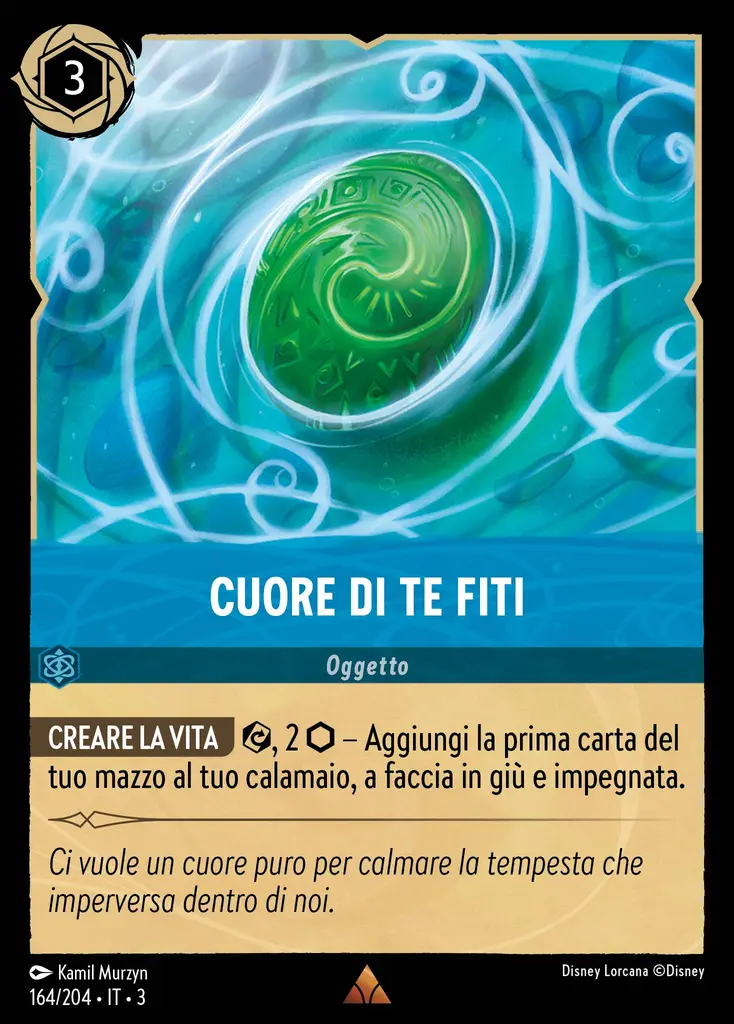 3
CUORE DI TE FITI
Oggetto
CREARE LA VITA , 2 – Aggiungi la prima carta del
tuo mazzo al tuo calamaio, a faccia in giù e impegnata.
Ci vuole un cuore puro per calmare la tempesta che
imperversa dentro di noi.
Kamil Murzyn
Disney Lorcana ©Disney
164/204 • IT • 3